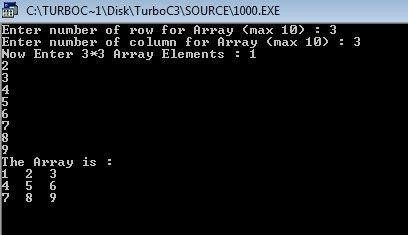 C:\TURBOC~1\Disk\TurboC3\SOURCE\1000.EXE
Enter number of row for Array (max 10) : 3
Enter number of column for Array (max 10) : 3
Now Enter 3*3 Array Elements : 1
2
3
4
5
6
7
8
9
The Array is :
1 2 3
4 5 6
7 8 9